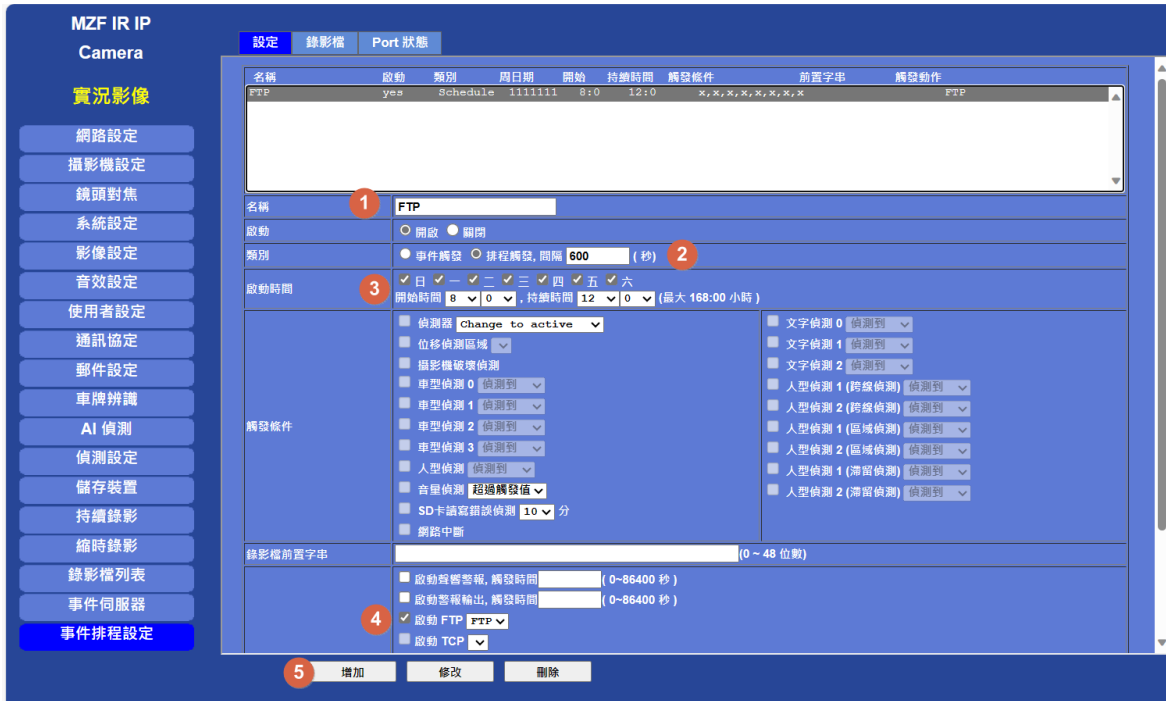 MZF IR IP
Camera
實況影像
網路設定
攝影機設定
鏡頭對焦
系統設定
影像設定
音效設定
使用者設定
通訊協定
郵件設定
車牌辨識
AI 偵測
偵測設定
儲存裝置
持續錄影
縮時錄影
錄影檔列表
事件伺服器
事件排程設定
設定 錄影檔 Port 狀態
名稱 啟動 類別 周日期 開始 持續時間 觸發條件 前置字串 觸發動作
FTP yes Schedule 1111111 8:0 12:0 x,x,x,x,x,x,x,x FTP
名稱 1 FTP
啟動 開啟 關閉
類別 事件觸發 排程觸發, 間隔 600 ( 秒) 2
啟動時間 3 日 一 二 三 四 五 六
開始時間 8 0 , 持續時間 12 0 (最大 168:00 小時 )
觸發條件
偵測器 Change to active
位移偵測區域
攝影機破壞偵測
車型偵測 0 偵測到
車型偵測 1 偵測到
車型偵測 2 偵測到
車型偵測 3 偵測到
人型偵測 偵測到
音量偵測 超過觸發值
SD卡讀寫錯誤偵測 10 分
網路中斷
文字偵測 0 偵測到
文字偵測 1 偵測到
文字偵測 2 偵測到
人型偵測 1 (跨線偵測) 偵測到
人型偵測 2 (跨線偵測) 偵測到
人型偵測 1 (區域偵測) 偵測到
人型偵測 2 (區域偵測) 偵測到
人型偵測 1 (滯留偵測) 偵測到
人型偵測 2 (滯留偵測) 偵測到
錄影檔前置字串 (0 ~ 48 位數)
啟動聲響警報, 觸發時間 ( 0~86400 秒 )
啟動警報輸出, 觸發時間 ( 0~86400 秒 )
4 啟動 FTP FTP
啟動 TCP
5 增加 修改 刪除